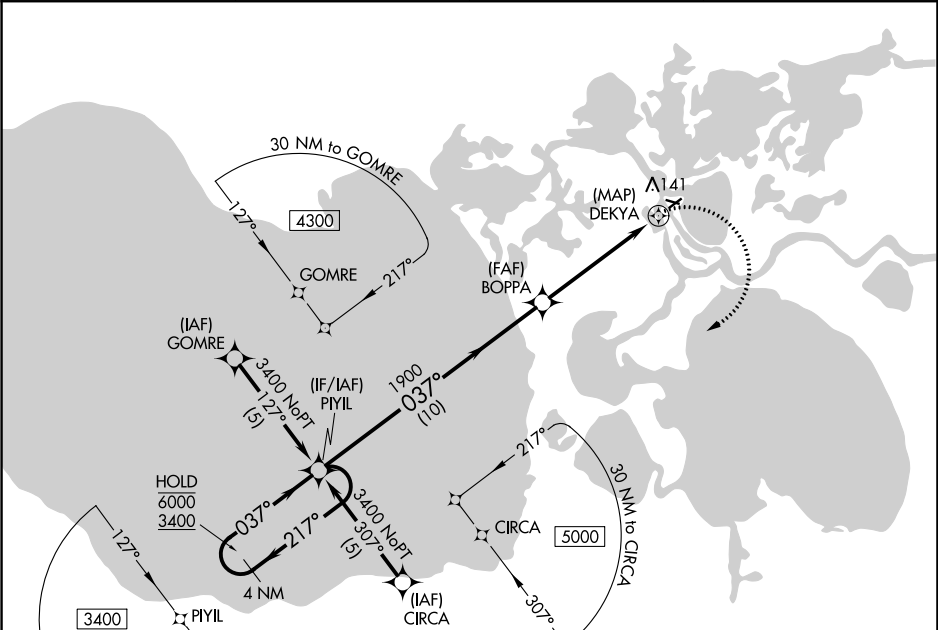 30 NM to GOMRE
127°
4300
217°
GOMRE
Λ141
(MAP)
DEKYA
(FAF)
BOPPA
(IAF)
GOMRE
3400 NoPT
127°
(5)
(IF/IAF)
PIYIL
1900
037°
(10)
HOLD
6000
3400
037°
217°
4 NM
3400 NoPT
307°
(5)
(IAF)
CIRCA
217°
30 NM to CIRCA
CIRCA
5000
307°
127°
3400
PIYIL